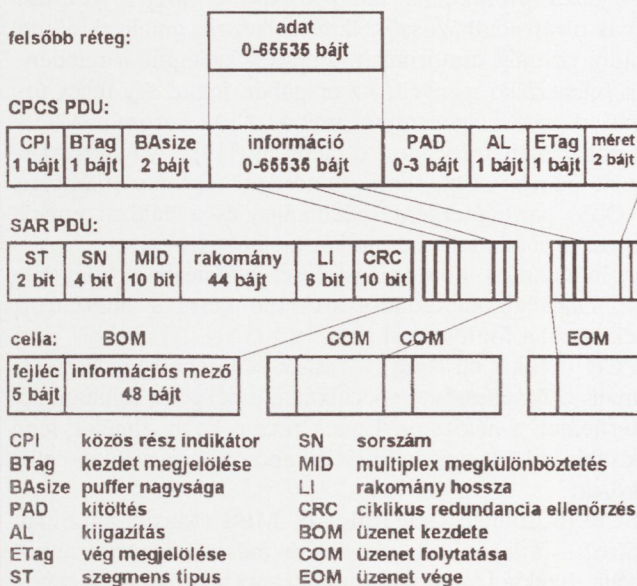 adat
felsőbb réteg:
0-65535 bájt
CPCS PDU:
CPI BTag BAsize információ PAD AL ETag méret
1 bájt 1 bájt 2 bájt 0-65535 bájt 0-3 bájt 1 bájt 1 bájt 2 bájt
SAR PDU:
ST SN MID rakomány LI CRC
2 bit 4 bit 10 bit 44 bájt 6 bit 10 bit
cella: BOM COM COM EOM
fejléc információs mező
5 bájt 48 bájt
CPI közös rész indikátor SN sorszám
BTag kezdet megjelölése MID multiplex megkülönböztetés
BAsize puffer nagysága LI rakomány hossza
PAD kitöltés CRC ciklikus redundancia ellenőrzés
AL kiigazítás BOM üzenet kezdete
ETag vég megjelölése COM üzenet folytatása
ST szegmens típus EOM üzenet vége